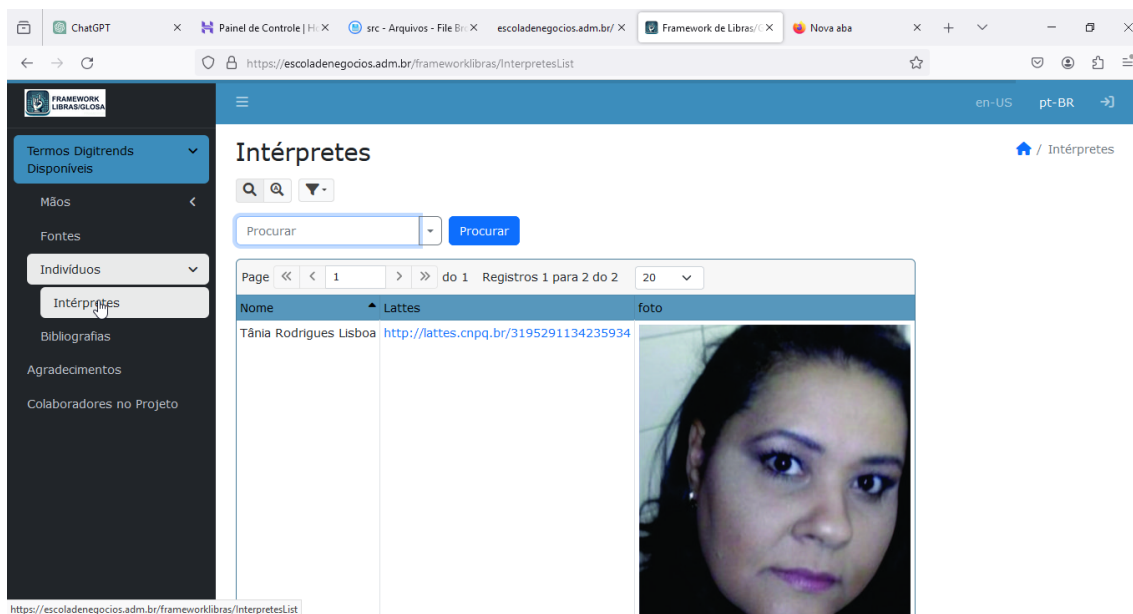 ChatGPT
Painel de Controle | Ho
src - Arquivos - File Bro
escoladenegocios.adm.br/
Framework de Libras/G
Nova aba
https://escoladenegocios.adm.br/frameworklibras/InterpretesList
FRAMEWORK
LIBRAS/GLOSA
en-US pt-BR
Termos Digitrends
Disponíveis
Mãos
Fontes
Indivíduos
Intérpretes
Bibliografias
Agradecimentos
Colaboradores no Projeto
Intérpretes
/ Intérpretes
Procurar
Procurar
Page 1 do 1 Registros 1 para 2 do 2 20
Nome Lattes foto
Tânia Rodrigues Lisboa http://lattes.cnpq.br/3195291134235934
https://escoladenegocios.adm.br/frameworklibras/InterpretesList